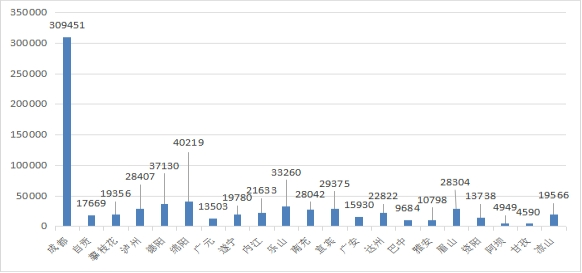 350000
300000
250000
200000
150000
100000
50000
0
309451
17669
19356
28407
37130
40219
13503
19780
21633
33260
28042
29375
15930
22822
9684
10798
28304
13738
4949
4590
19566
成都
自贡
攀枝花
泸州
德阳
绵阳
广元
遂宁
内江
乐山
南充
宜宾
广安
达州
巴中
雅安
眉山
资阳
阿坝
甘孜
凉山